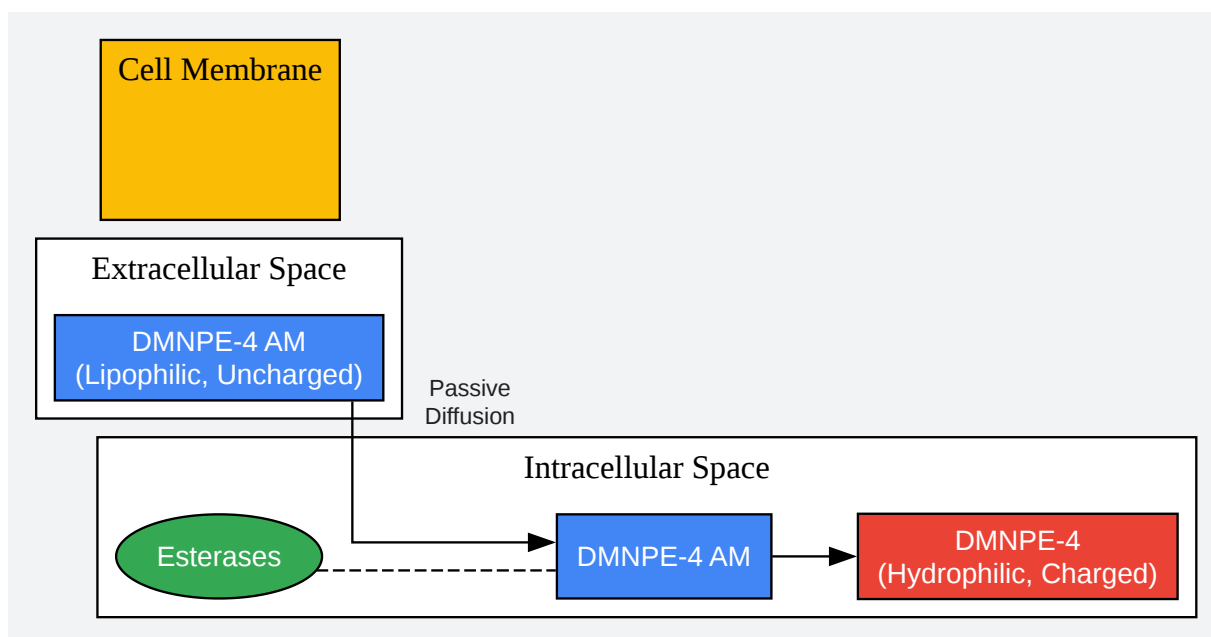 Cell Membrane
Extracellular Space
DMNPE-4 AM
(Lipophilic, Uncharged)
Passive
Diffusion
Intracellular Space
Esterases
DMNPE-4 AM
DMNPE-4
(Hydrophilic, Charged)